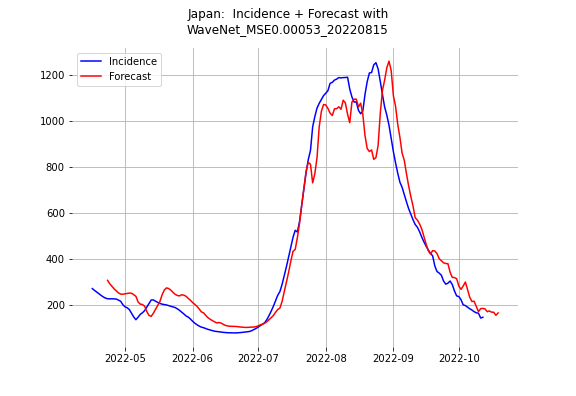 Japan:  Incidence + Forecast with
WaveNet_MSE0.00053_20220815
Incidence
Forecast
1200
1000
800
600
400
200
2022-05 2022-06 2022-07 2022-08 2022-09 2022-10